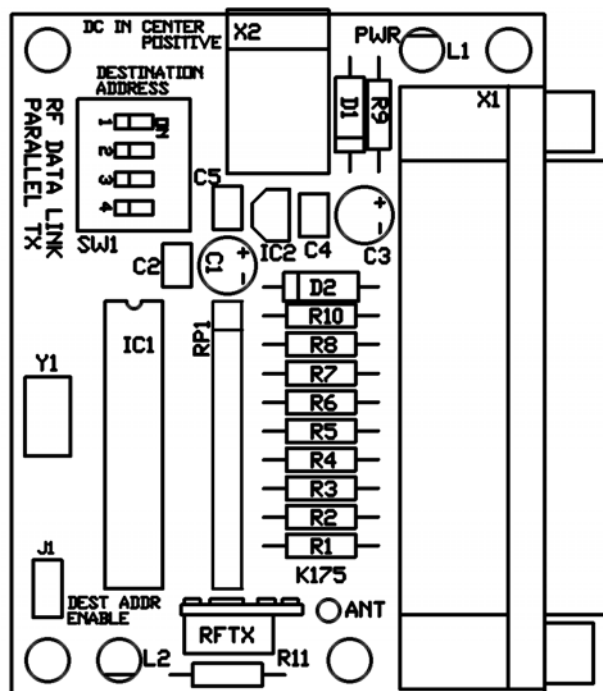 DC IN CENTER
POSITIVE
X2
PWR
L1
DESTINATION
ADDRESS
1
ON
2
3
4
SW1
RF DATA LINK
PARALLEL TX
D1
R9
X1
C5
IC2
C4
C3
+
-
C2
C1
+
-
D2
R10
R8
R7
R6
R5
R4
R3
R2
R1
K175
IC1
RP1
Y1
J1
DEST ADDR
ENABLE
ANT
RFTX
L2
R11